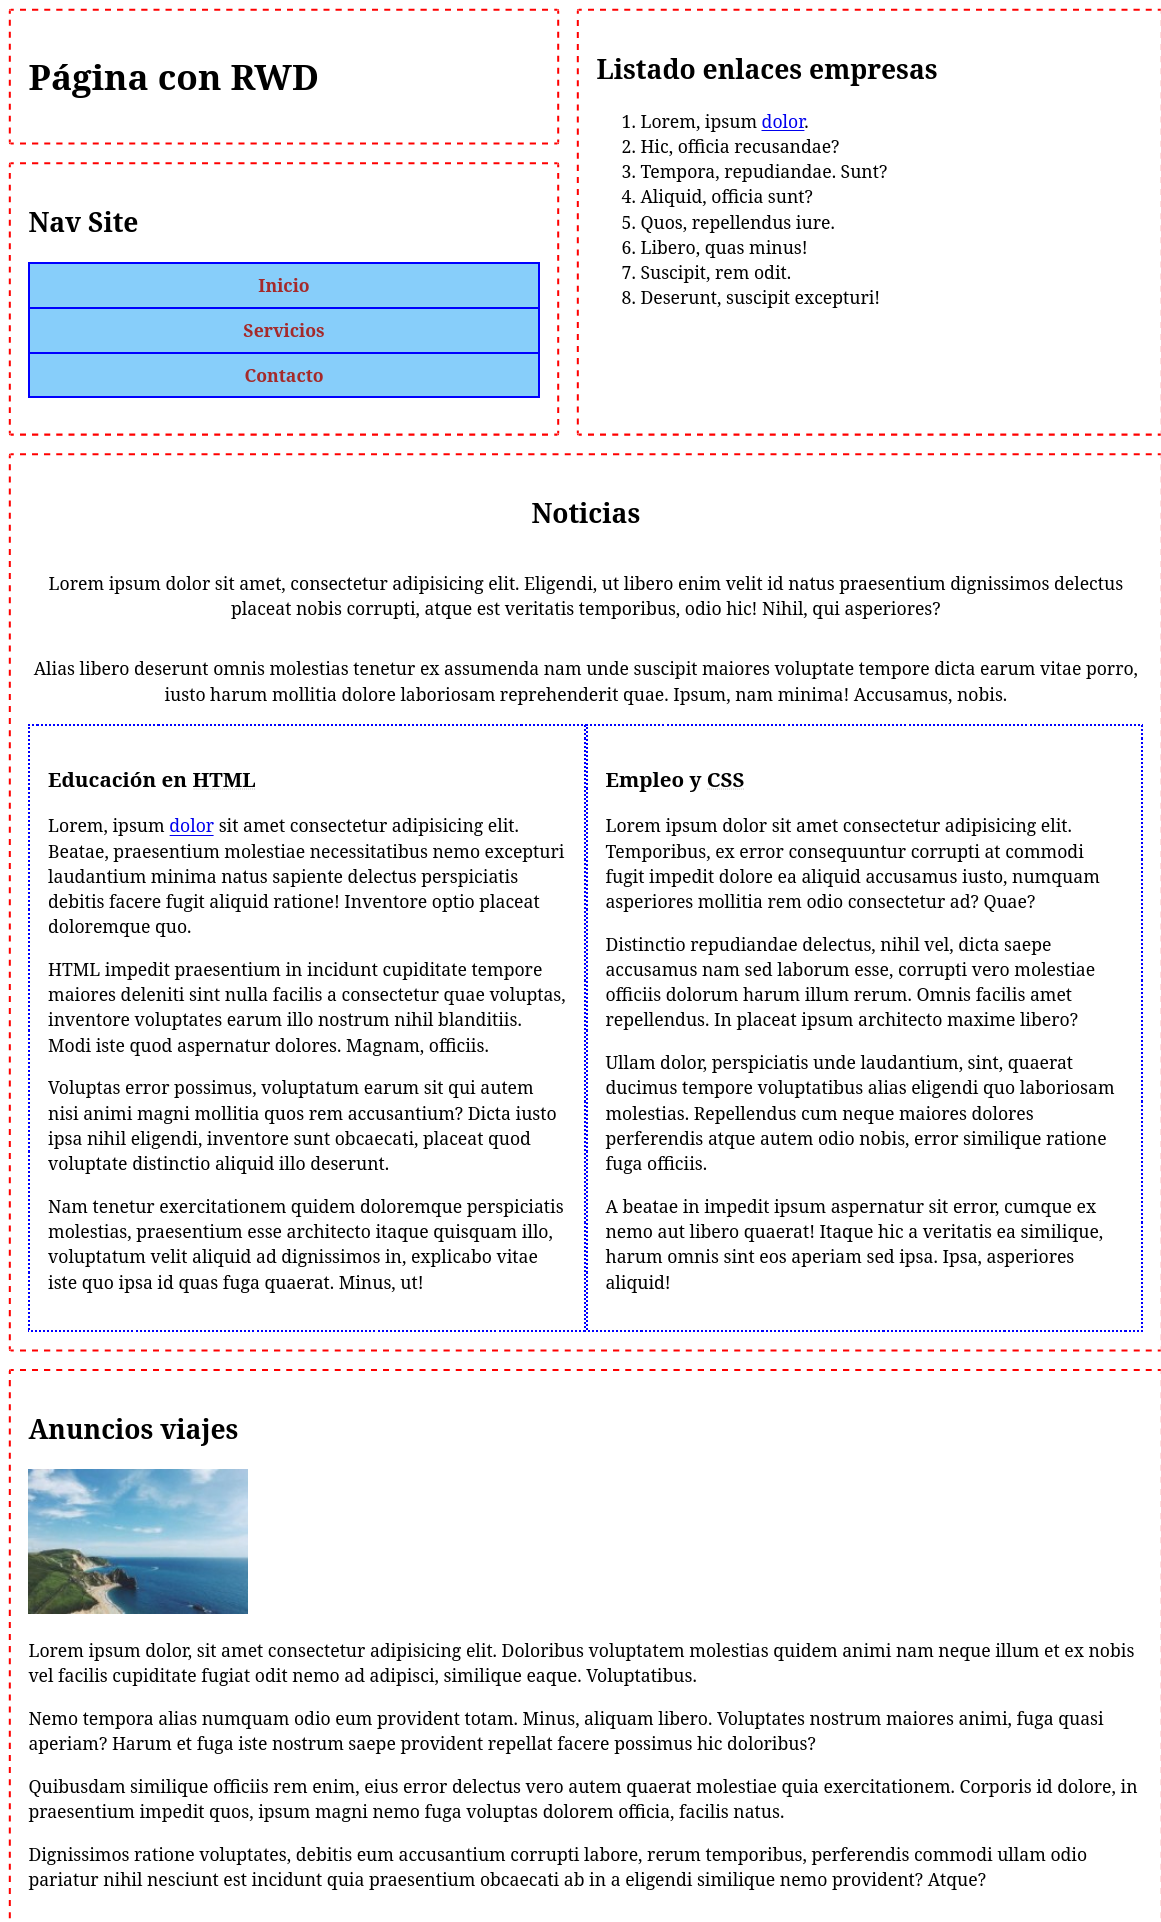 Página con RWD
Nav Site
Inicio
Servicios
Contacto
Listado enlaces empresas
1. Lorem, ipsum dolor.
2. Hic, officia recusandae?
3. Tempora, repudiandae. Sunt?
4. Aliquid, officia sunt?
5. Quos, repellendus iure.
6. Libero, quas minus!
7. Suscipit, rem odit.
8. Deserunt, suscipit excepturi!
Noticias
Lorem ipsum dolor sit amet, consectetur adipisicing elit. Eligendi, ut libero enim velit id natus praesentium dignissimos delectus
placeat nobis corrupti, atque est veritatis temporibus, odio hic! Nihil, qui asperiores?
Alias libero deserunt omnis molestias tenetur ex assumenda nam unde suscipit maiores voluptate tempore dicta earum vitae porro,
iusto harum mollitia dolore laboriosam reprehenderit quae. Ipsum, nam minima! Accusamus, nobis.
Educación en HTML
Lorem, ipsum dolor sit amet consectetur adipisicing elit.
Beatae, praesentium molestiae necessitatibus nemo excepturi
laudantium minima natus sapiente delectus perspiciatis
debitis facere fugit aliquid ratione! Inventore optio placeat
doloremque quo.
HTML impedit praesentium in incidunt cupiditate tempore
maiores deleniti sint nulla facilis a consectetur quae voluptas,
inventore voluptates earum illo nostrum nihil blanditiis.
Modi iste quod aspernatur dolores. Magnam, officiis.
Voluptas error possimus, voluptatum earum sit qui autem
nisi animi magni mollitia quos rem accusantium? Dicta iusto
ipsa nihil eligendi, inventore sunt obcaecati, placeat quod
voluptate distinctio aliquid illo deserunt.
Nam tenetur exercitationem quidem doloremque perspiciatis
molestias, praesentium esse architecto itaque quisquam illo,
voluptatum velit aliquid ad dignissimos in, explicabo vitae
iste quo ipsa id quas fuga quaerat. Minus, ut!
Empleo y CSS
Lorem ipsum dolor sit amet consectetur adipisicing elit.
Temporibus, ex error consequuntur corrupti at commodi
fugit impedit dolore ea aliquid accusamus iusto, numquam
asperiores mollitia rem odio consectetur ad? Quae?
Distinctio repudiandae delectus, nihil vel, dicta saepe
accusamus nam sed laborum esse, corrupti vero molestiae
officiis dolorum harum illum rerum. Omnis facilis amet
repellendus. In placeat ipsum architecto maxime libero?
Ullam dolor, perspiciatis unde laudantium, sint, quaerat
ducimus tempore voluptatibus alias eligendi quo laboriosam
molestias. Repellendus cum neque maiores dolores
perferendis atque autem odio nobis, error similique ratione
fuga officiis.
A beatae in impedit ipsum aspernatur sit error, cumque ex
nemo aut libero quaerat! Itaque hic a veritatis ea similique,
harum omnis sint eos aperiam sed ipsa. Ipsa, asperiores
aliquid!
Anuncios viajes
Lorem ipsum dolor, sit amet consectetur adipisicing elit. Doloribus voluptatem molestias quidem animi nam neque illum et ex nobis
vel facilis cupiditate fugiat odit nemo ad adipisci, similique eaque. Voluptatibus.
Nemo tempora alias numquam odio eum provident totam. Minus, aliquam libero. Voluptates nostrum maiores animi, fuga quasi
aperiam? Harum et fuga iste nostrum saepe provident repellat facere possimus hic doloribus?
Quibusdam similique officiis rem enim, eius error delectus vero autem quaerat molestiae quia exercitationem. Corporis id dolore, in
praesentium impedit quos, ipsum magni nemo fuga voluptas dolorem officia, facilis natus.
Dignissimos ratione voluptates, debitis eum accusantium corrupti labore, rerum temporibus, perferendis commodi ullam odio
pariatur nihil nesciunt est incidunt quia praesentium obcaecati ab in a eligendi similique nemo provident? Atque?